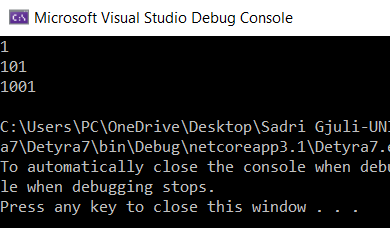 C:\ Microsoft Visual Studio Debug Console
1
101
1001
C:\Users\PC\OneDrive\Desktop\Sadri Gjuli-UNI
a7\Detyra7\bin\Debug\netcoreapp3.1\Detyra7.e
To automatically close the console when debu
le when debugging stops.
Press any key to close this window . . .